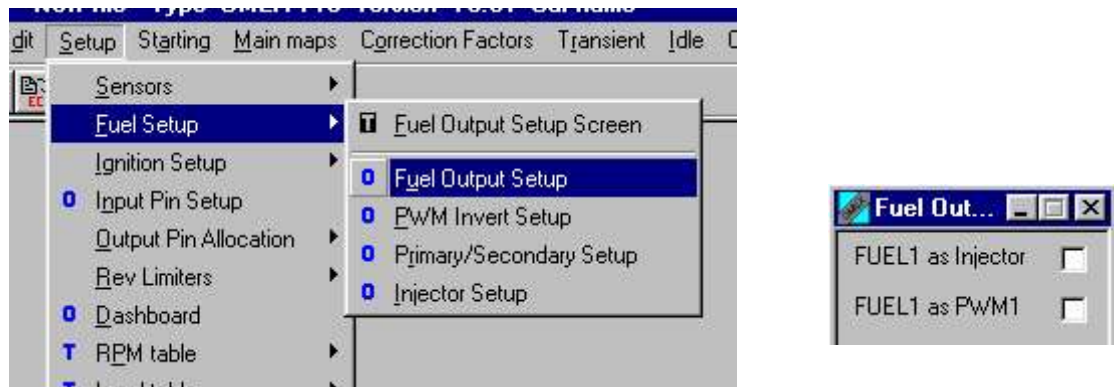 dit Setup Starting Main maps Correction Factors Transient Idle
EC
Sensors
Fuel Setup
Ignition Setup
O Input Pin Setup
Output Pin Allocation
Rev Limiters
O Dashboard
T RPM table
T Fuel Output Setup Screen
O Fuel Output Setup
O PWM Invert Setup
O Primary/Secondary Setup
O Injector Setup
Fuel Out...
FUEL1 as Injector
FUEL1 as PWM1